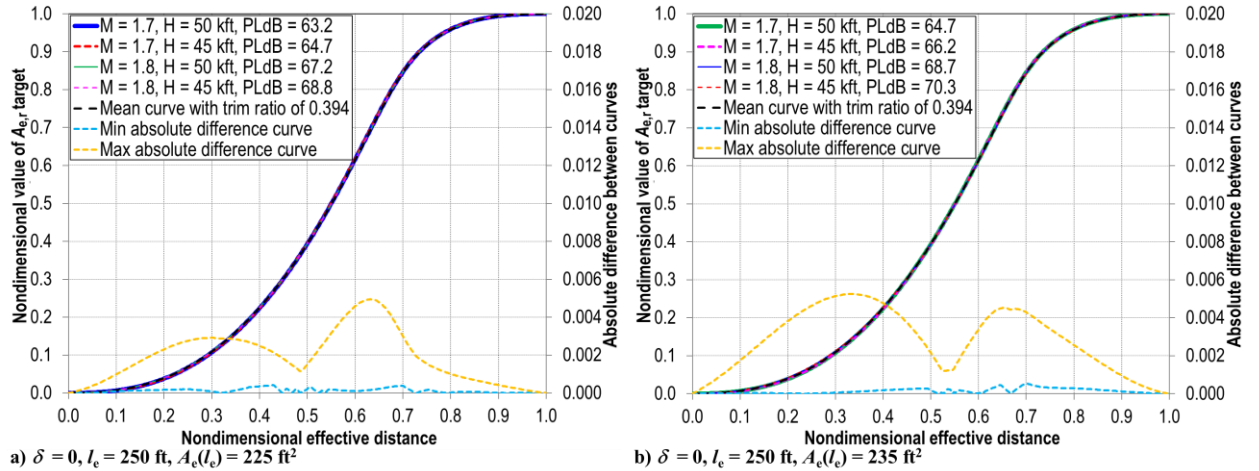 M = 1.7, H = 50 kft, PLdB = 63.2
M = 1.7, H = 45 kft, PLdB = 64.7
M = 1.8, H = 50 kft, PLdB = 67.2
M = 1.8, H = 45 kft, PLdB = 68.8
Mean curve with trim ratio of 0.394
Min absolute difference curve
Max absolute difference curve
Nondimensional value of Ae,r target
1.0
0.9
0.8
0.7
0.6
0.5
0.4
0.3
0.2
0.1
0.0
0.020
0.018
0.016
0.014
0.012
0.010
0.008
0.006
0.004
0.002
0.000
Absolute difference between curves
0.0 0.1 0.2 0.3 0.4 0.5 0.6 0.7 0.8 0.9 1.0
Nondimensional effective distance
a) δ = 0, le = 250 ft, Ae(le) = 225 ft²
M = 1.7, H = 50 kft, PLdB = 64.7
M = 1.7, H = 45 kft, PLdB = 66.2
M = 1.8, H = 50 kft, PLdB = 68.7
M = 1.8, H = 45 kft, PLdB = 70.3
Mean curve with trim ratio of 0.394
Min absolute difference curve
Max absolute difference curve
Nondimensional value of Ae,r target
1.0
0.9
0.8
0.7
0.6
0.5
0.4
0.3
0.2
0.1
0.0
0.020
0.018
0.016
0.014
0.012
0.010
0.008
0.006
0.004
0.002
0.000
Absolute difference between curves
0.0 0.1 0.2 0.3 0.4 0.5 0.6 0.7 0.8 0.9 1.0
Nondimensional effective distance
b) δ = 0, le = 250 ft, Ae(le) = 235 ft²